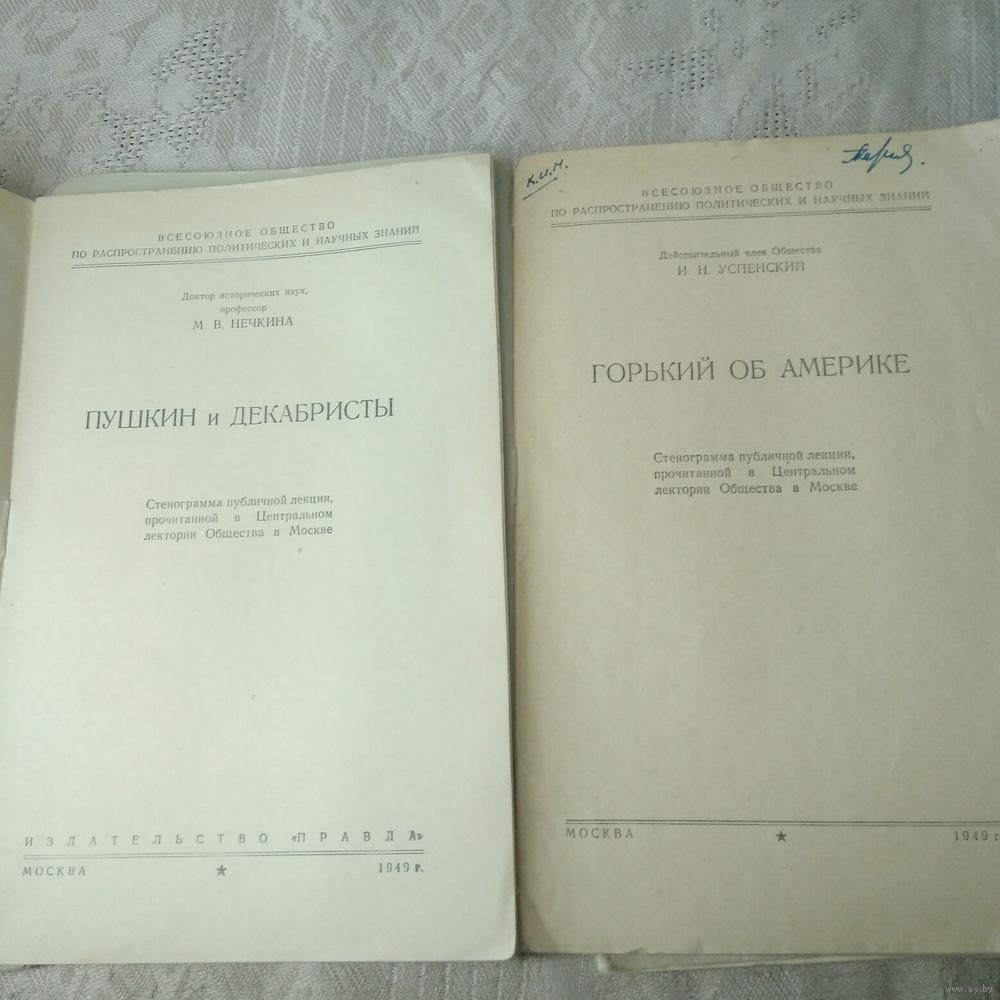 ВСЕСОЮЗНОЕ ОБЩЕСТВО
ПО РАСПРОСТРАНЕНИЮ ПОЛИТИЧЕСКИХ И НАУЧНЫХ ЗНАНИЙ
Доктор исторических наук,
профессор
М. В. НЕЧКИНА
ПУШКИН и ДЕКАБРИСТЫ
Стенограмма публичной лекции,
прочитанной в Центральном
лектории Общества в Москве
ИЗДАТЕЛЬСТВО «ПРАВДА»
МОСКВА ★ 1949 г.
К.И.М.
ВСЕСОЮЗНОЕ ОБЩЕСТВО
ПО РАСПРОСТРАНЕНИЮ ПОЛИТИЧЕСКИХ И НАУЧНЫХ ЗНАНИЙ
Действительный член Общества
И. Н. УСПЕНСКИЙ
ГОРЬКИЙ ОБ АМЕРИКЕ
Стенограмма публичной лекции,
прочитанной в Центральном
лектории Общества в Москве
МОСКВА ★ 1949 г
www.ay.by